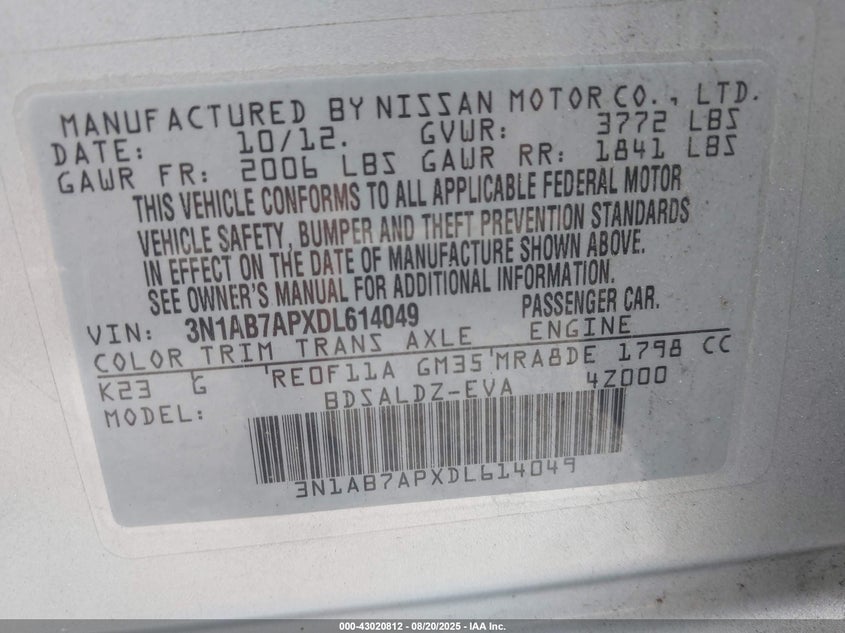 MANUFACTURED BY NISSAN MOTOR CO., LTD.
DATE: 10/12. GVWR: 3772 LBS
GAWR FR: 2006 LBS GAWR RR: 1841 LBS
THIS VEHICLE CONFORMS TO ALL APPLICABLE FEDERAL MOTOR
VEHICLE SAFETY, BUMPER AND THEFT PREVENTION STANDARDS
IN EFFECT ON THE DATE OF MANUFACTURE SHOWN ABOVE.
SEE OWNER'S MANUAL FOR ADDITIONAL INFORMATION.
VIN: 3N1AB7APXDL614049 PASSENGER CAR.
COLOR TRIM TRANS AXLE ENGINE
K23 G RE0F11A GM35 MRA8DE 1798 CC
MODEL: BDSALDZ-EVA 4Z000
3N1AB7APXDL614049
000-43020812 - 08/20/2025 - IAA Inc.